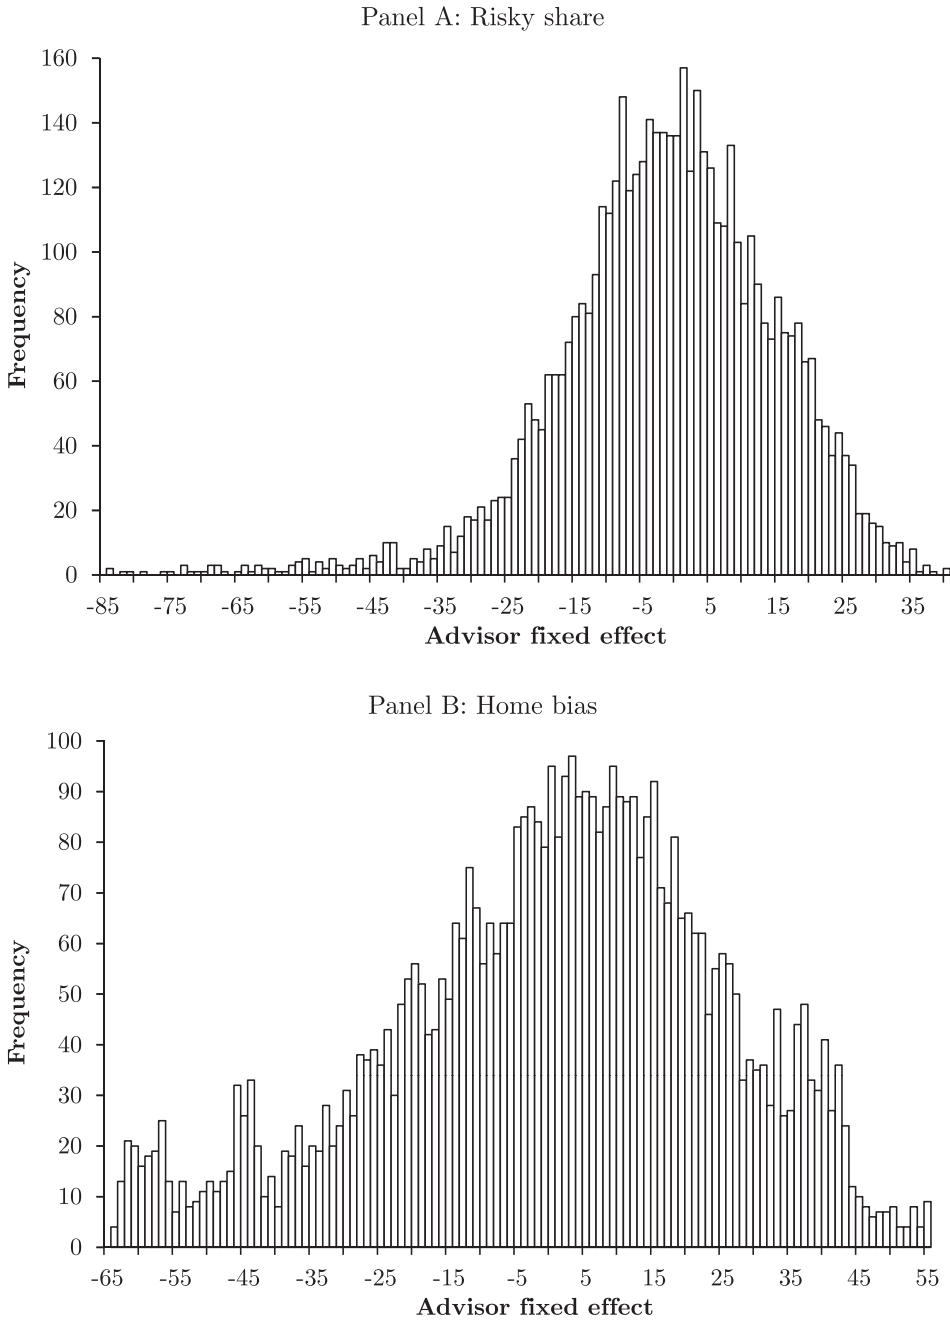 Panel A: Risky share
160
140
120
100
80
60
40
20
0
Frequency
-85 -75 -65 -55 -45 -35 -25 -15 -5 5 15 25 35
Advisor fixed effect
Panel B: Home bias
100
90
80
70
60
50
40
30
20
10
0
Frequency
-65 -55 -45 -35 -25 -15 -5 5 15 25 35 45 55
Advisor fixed effect